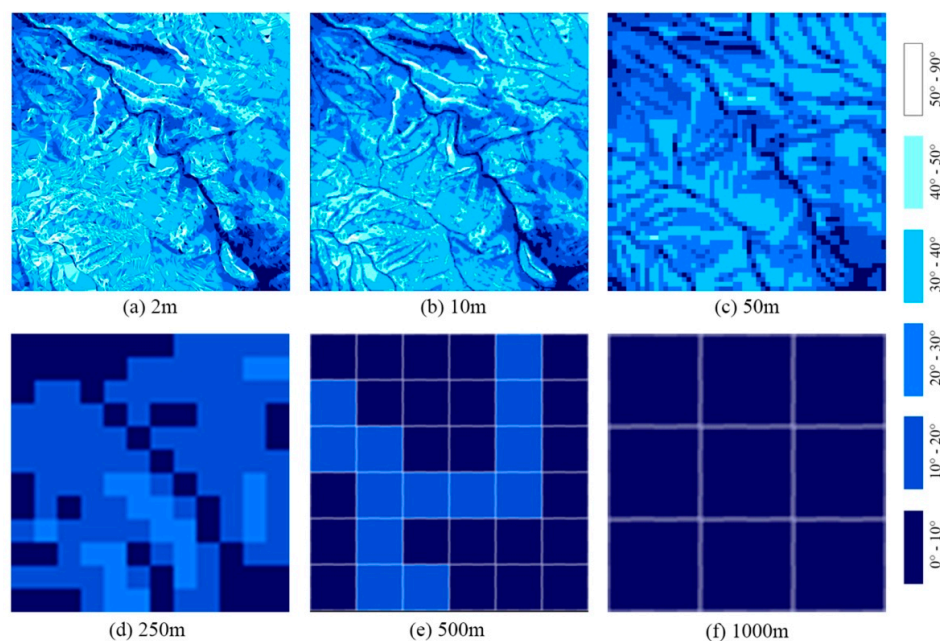 (a) 2m
(b) 10m
(c) 50m
(d) 250m
(e) 500m
(f) 1000m
50° - 90°
40° - 50°
30° - 40°
20° - 30°
10° - 20°
0° - 10°